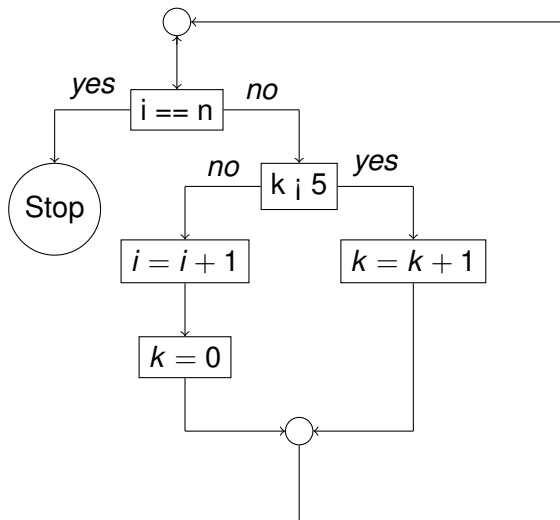 yes
no
i == n
no
k ¡ 5
yes
Stop
i = i + 1
k = k + 1
k = 0